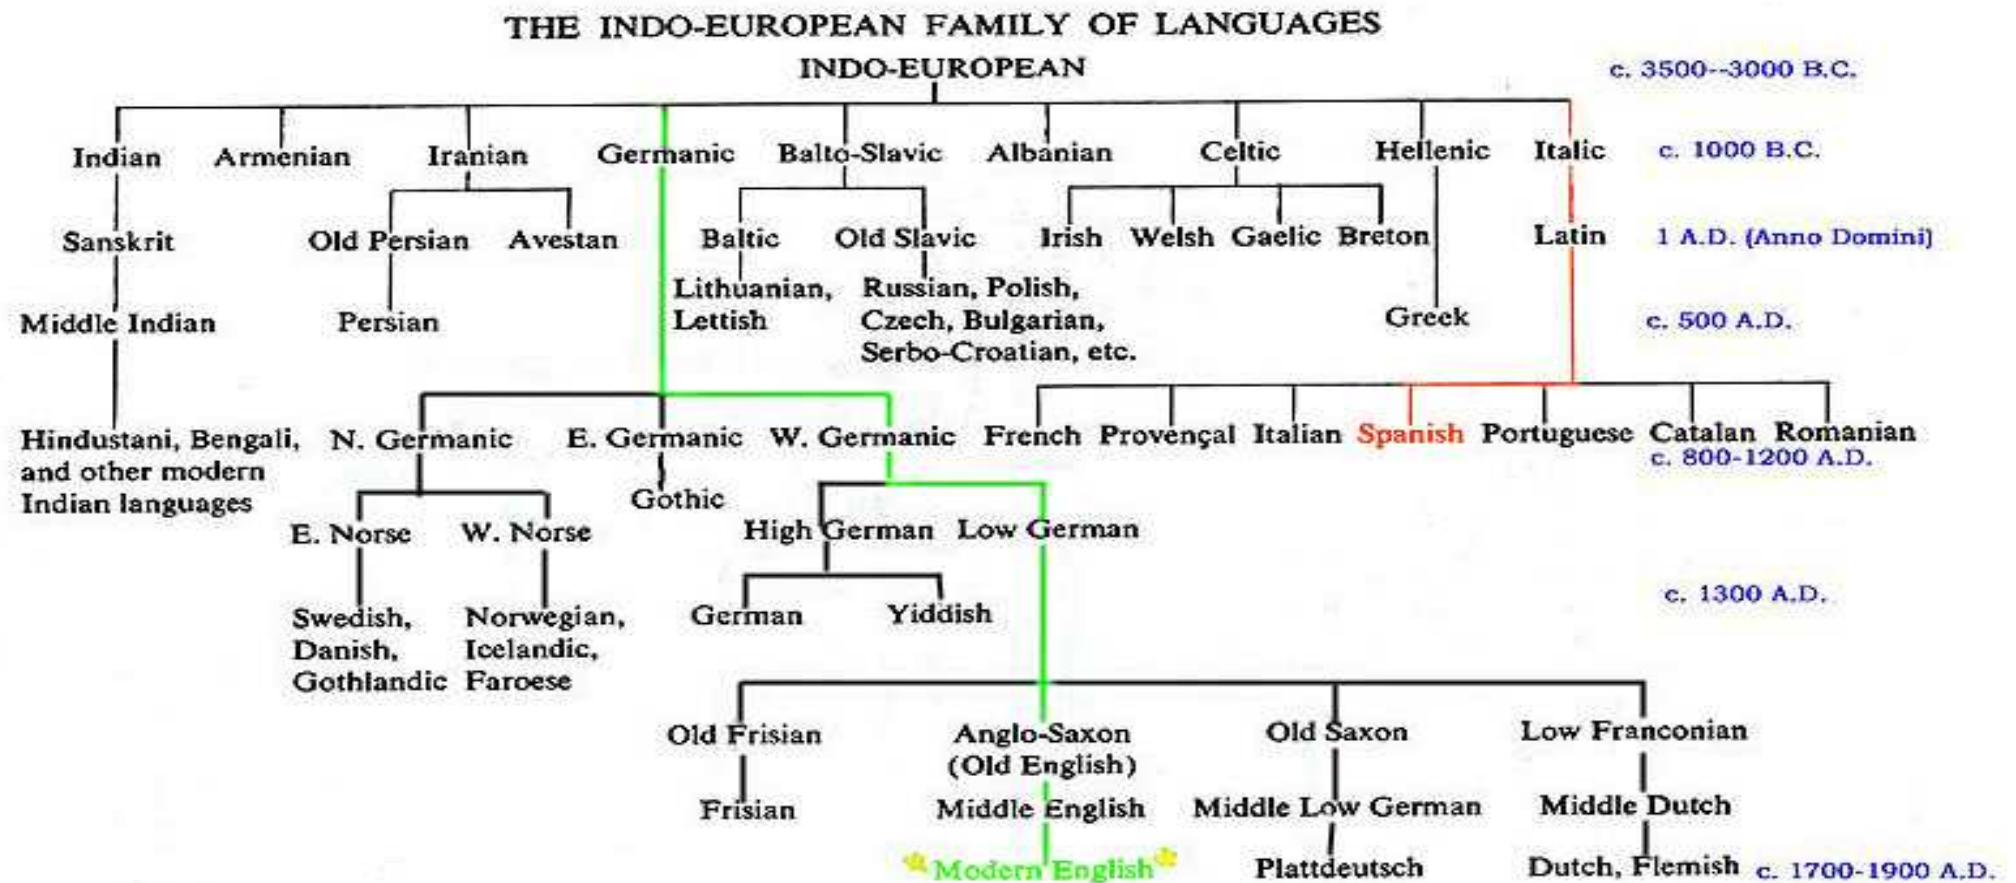 THE INDO-EUROPEAN FAMILY OF LANGUAGES
INDO-EUROPEAN
c. 3500--3000 B.C.
Indian Armenian Iranian Germanic Balto-Slavic Albanian Celtic Hellenic Italic c. 1000 B.C.
Sanskrit Old Persian Avestan Baltic Old Slavic Irish Welsh Gaelic Breton Latin 1 A.D. (Anno Domini)
Lithuanian,
Lettish
Russian, Polish,
Czech, Bulgarian,
Serbo-Croatian, etc.
Middle Indian Persian Greek c. 500 A.D.
Hindustani, Bengali,
and other modern
Indian languages
N. Germanic E. Germanic W. Germanic French Provençal Italian Spanish Portuguese Catalan Romanian
c. 800-1200 A.D.
Gothic
E. Norse W. Norse High German Low German
c. 1300 A.D.
Swedish,
Danish,
Gothlandic
Norwegian,
Icelandic,
Faroese
German Yiddish
Old Frisian Anglo-Saxon Old Saxon Low Franconian
(Old English)
Frisian Middle English Middle Low German Middle Dutch
Modern English Plattdeutsch Dutch, Flemish c. 1700-1900 A.D.